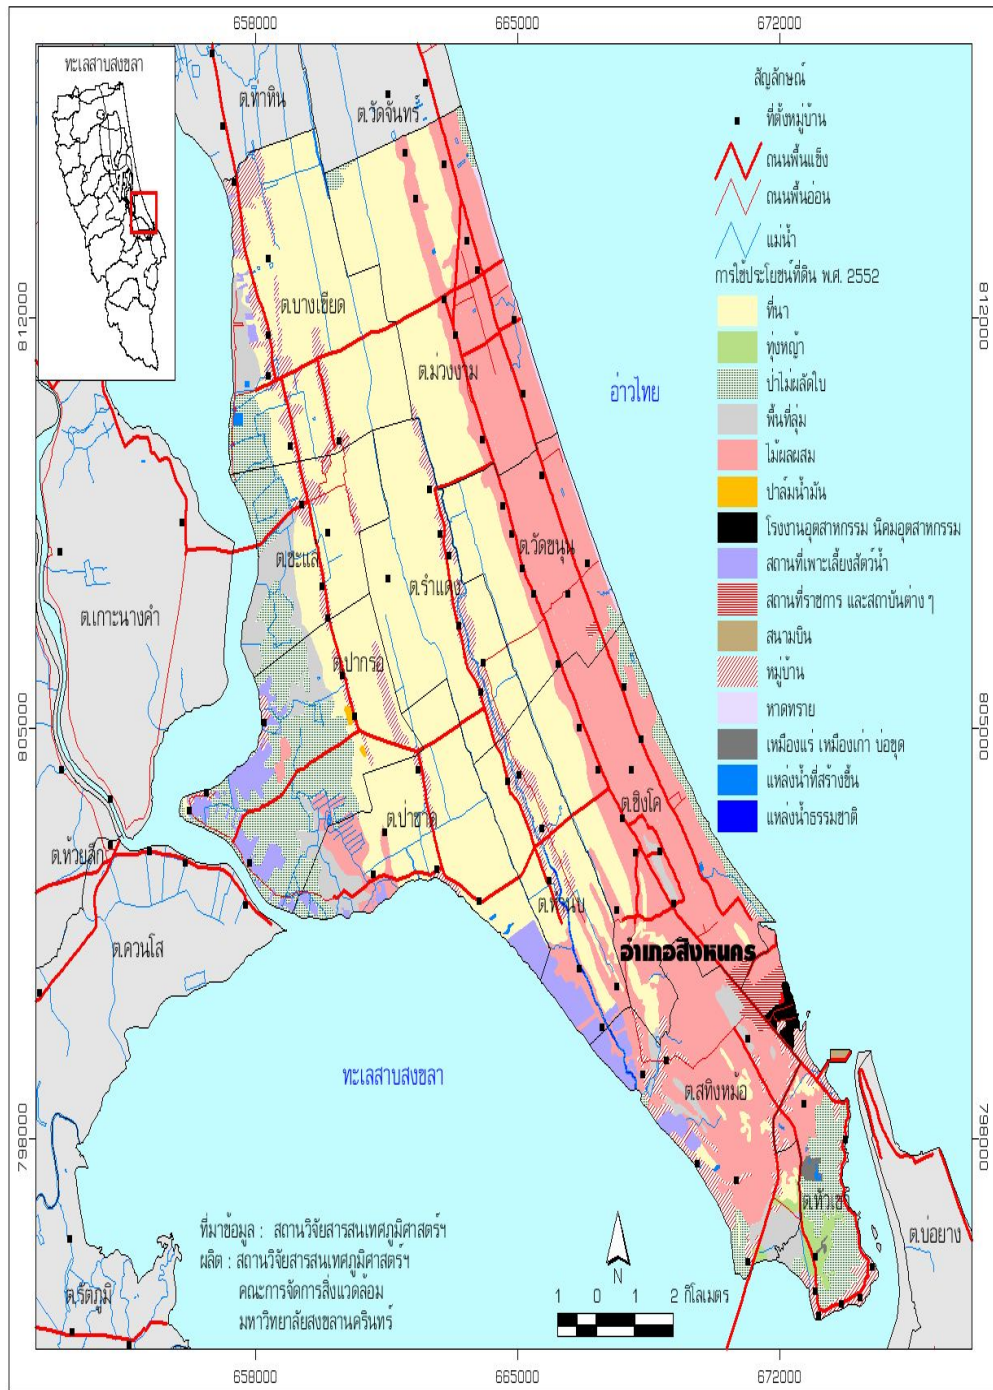 658000
665000
672000
ทะเลสาบสงขลา
ต.ท่าหิน
ต.วัดจันทร์
สัญลักษณ์
ที่ตั้งหมู่บ้าน
ถนนพื้นแข็ง
ถนนพื้นอ่อน
แม่น้ำ
การใช้ประโยชน์ที่ดิน พ.ศ. 2552
ที่นา
ทุ่งหญ้า
ป่าไม่ผลัดใบ
พื้นที่ลุ่ม
ไม้ผลผสม
ปาล์มน้ำมัน
โรงงานอุตสาหกรรม นิคมอุตสาหกรรม
สถานที่เพาะเลี้ยงสัตว์น้ำ
สถานที่ราชการ และสถาบันต่าง ๆ
สนามบิน
หมู่บ้าน
หาดทราย
เหมืองแร่ เหมืองเก่า บ่อขุด
แหล่งน้ำที่สร้างขึ้น
แหล่งน้ำธรรมชาติ
812000
812000
ต.บางเขียด
ต.ม่วงงาม
อ่าวไทย
ต.ชะแล้
ต.รำแดง
ต.วัดขนุน
ต.เกาะนางคำ
ต.ปากรอ
805000
805000
ต.ชิงโค
ต.ป่าขาด
ต.ห้วยลึก
ต.ทำนบ
ต.ควนโส
อำเภอสิงหนคร
ทะเลสาบสงขลา
ต.สทิงหม้อ
798000
798000
ต.หัวเขา
ต.บ่อยาง
ต.รัตภูมิ
ที่มาข้อมูล : สถานวิจัยสารสนเทศภูมิศาสตร์ฯ
ผลิต : สถานวิจัยสารสนเทศภูมิศาสตร์ฯ
คณะการจัดการสิ่งแวดล้อม
มหาวิทยาลัยสงขลานครินทร์
N
1 0 1 2 กิโลเมตร
658000
665000
672000